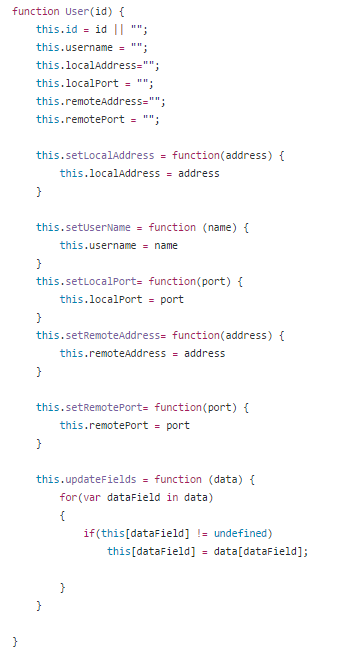 function User(id) {
    this.id = id || "";
    this.username = "";
    this.localAddress="";
    this.localPort = "";
    this.remoteAddress="";
    this.remotePort = "";

    this.setLocalAddress = function(address) {
        this.localAddress = address
    }

    this.setUserName = function (name) {
        this.username = name
    }
    this.setLocalPort= function(port) {
        this.localPort = port
    }
    this.setRemoteAddress= function(address) {
        this.remoteAddress = address
    }

    this.setRemotePort= function(port) {
        this.remotePort = port
    }

    this.updateFields = function (data) {
        for(var dataField in data)
        {
            if(this[dataField] != undefined)
                this[dataField] = data[dataField];

        }
    }

}